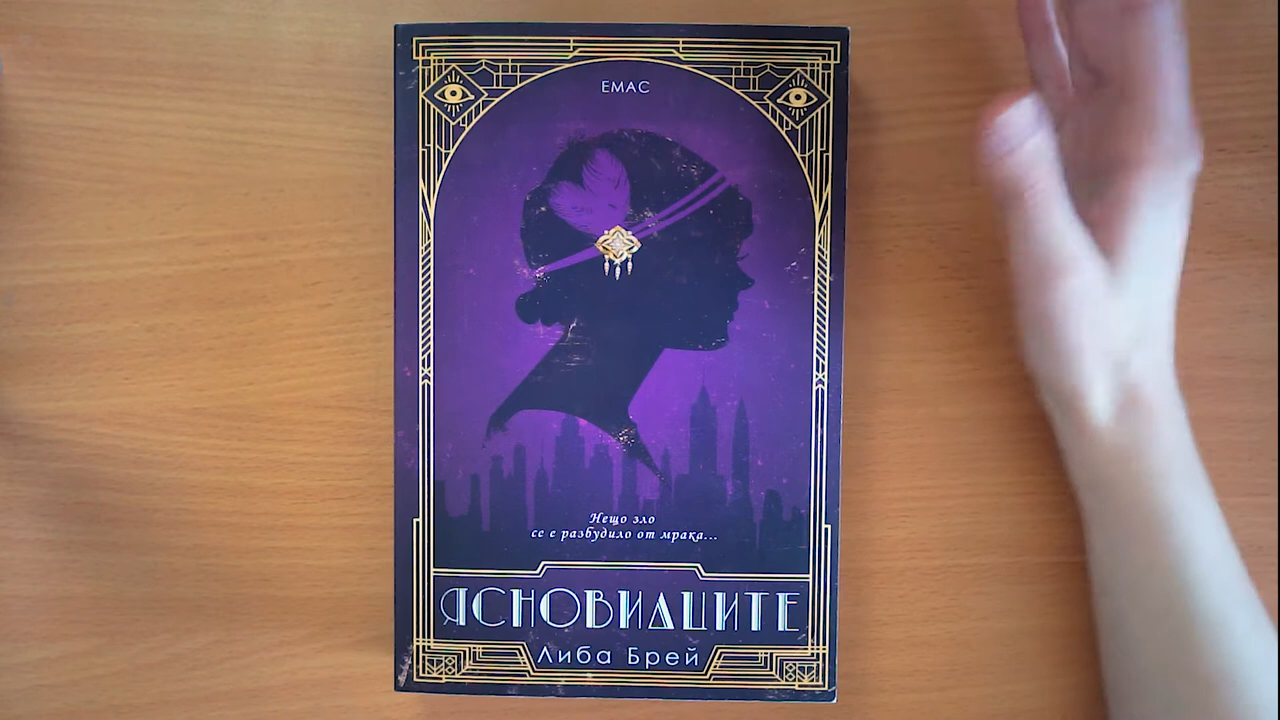 ЕМАС
Нещо зло
се е разбудило от мрака...
ЯСНОВИДЦИТЕ
Либа Брей